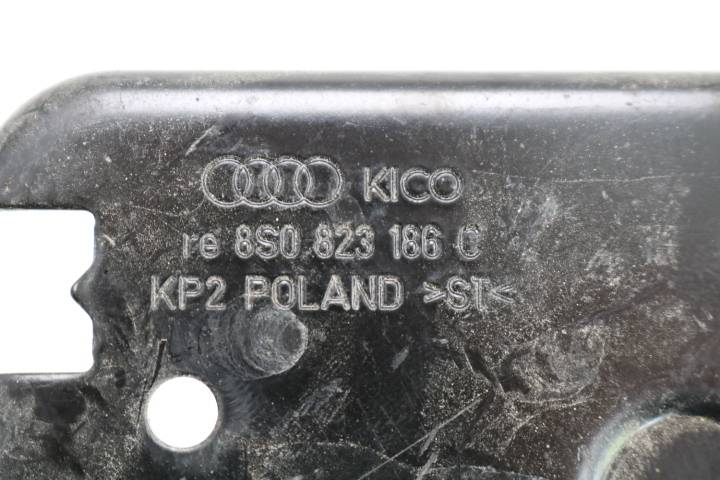 KICO
re 8S0 823 186 C
KP2 POLAND >ST<